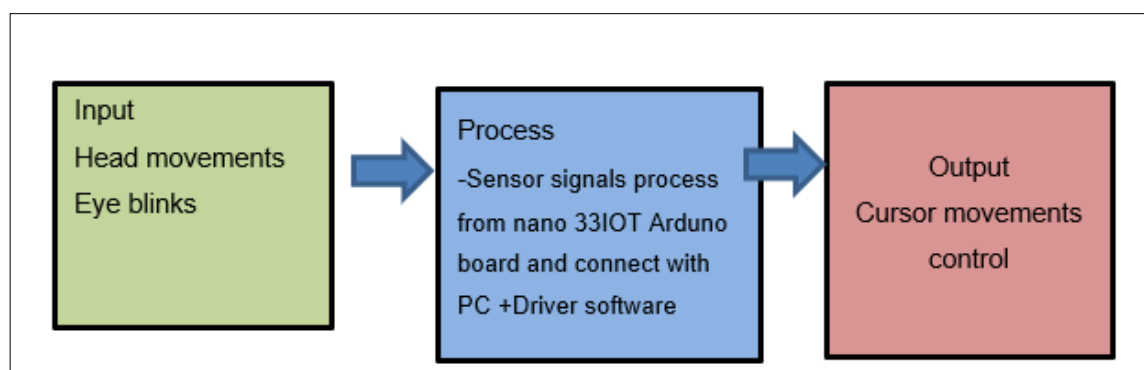 Input
Head movements
Eye blinks
Process
-Sensor signals process
from nano 33IOT Arduno
board and connect with
PC +Driver software
Output
Cursor movements
control